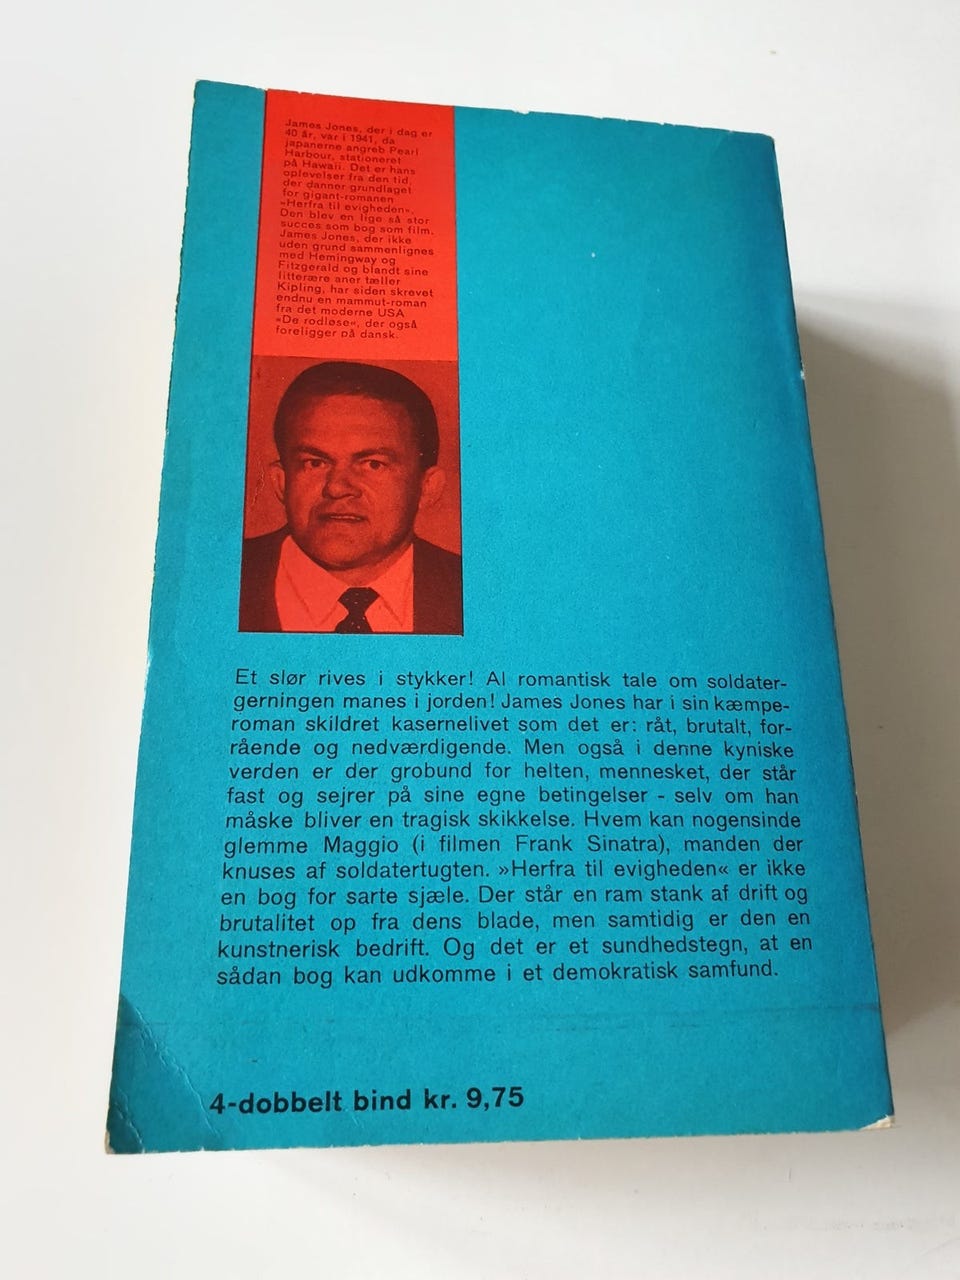 James Jones, der i dag er
40 år, var i 1941, da
japanerne angreb Pearl
Harbour, stationeret
på Hawaii. Det er hans
oplevelser fra den tid,
der danner grundlaget
for gigant-romanen
»Herfra til evigheden«.
Den blev en lige så stor
succes som bog som film.
James Jones, der ikke
uden grund sammenlignes
med Hemingway og
Fitzgerald og blandt sine
litterære aner tæller
Kipling, har siden skrevet
endnu en mammut-roman
fra det moderne USA
»De rodløse«, der også
foreligger på dansk.
Et slør rives i stykker! Al romantisk tale om soldater-
gerningen manes i jorden! James Jones har i sin kæmpe-
roman skildret kasernelivet som det er: råt, brutalt, for-
rående og nedværdigende. Men også i denne kyniske
verden er der grobund for helten, mennesket, der står
fast og sejrer på sine egne betingelser - selv om han
måske bliver en tragisk skikkelse. Hvem kan nogensinde
glemme Maggio (i filmen Frank Sinatra), manden der
knuses af soldatertugten. »Herfra til evigheden« er ikke
en bog for sarte sjæle. Der står en ram stank af drift og
brutalitet op fra dens blade, men samtidig er den en
kunstnerisk bedrift. Og det er et sundhedstegn, at en
sådan bog kan udkomme i et demokratisk samfund.
4-dobbelt bind kr. 9,75